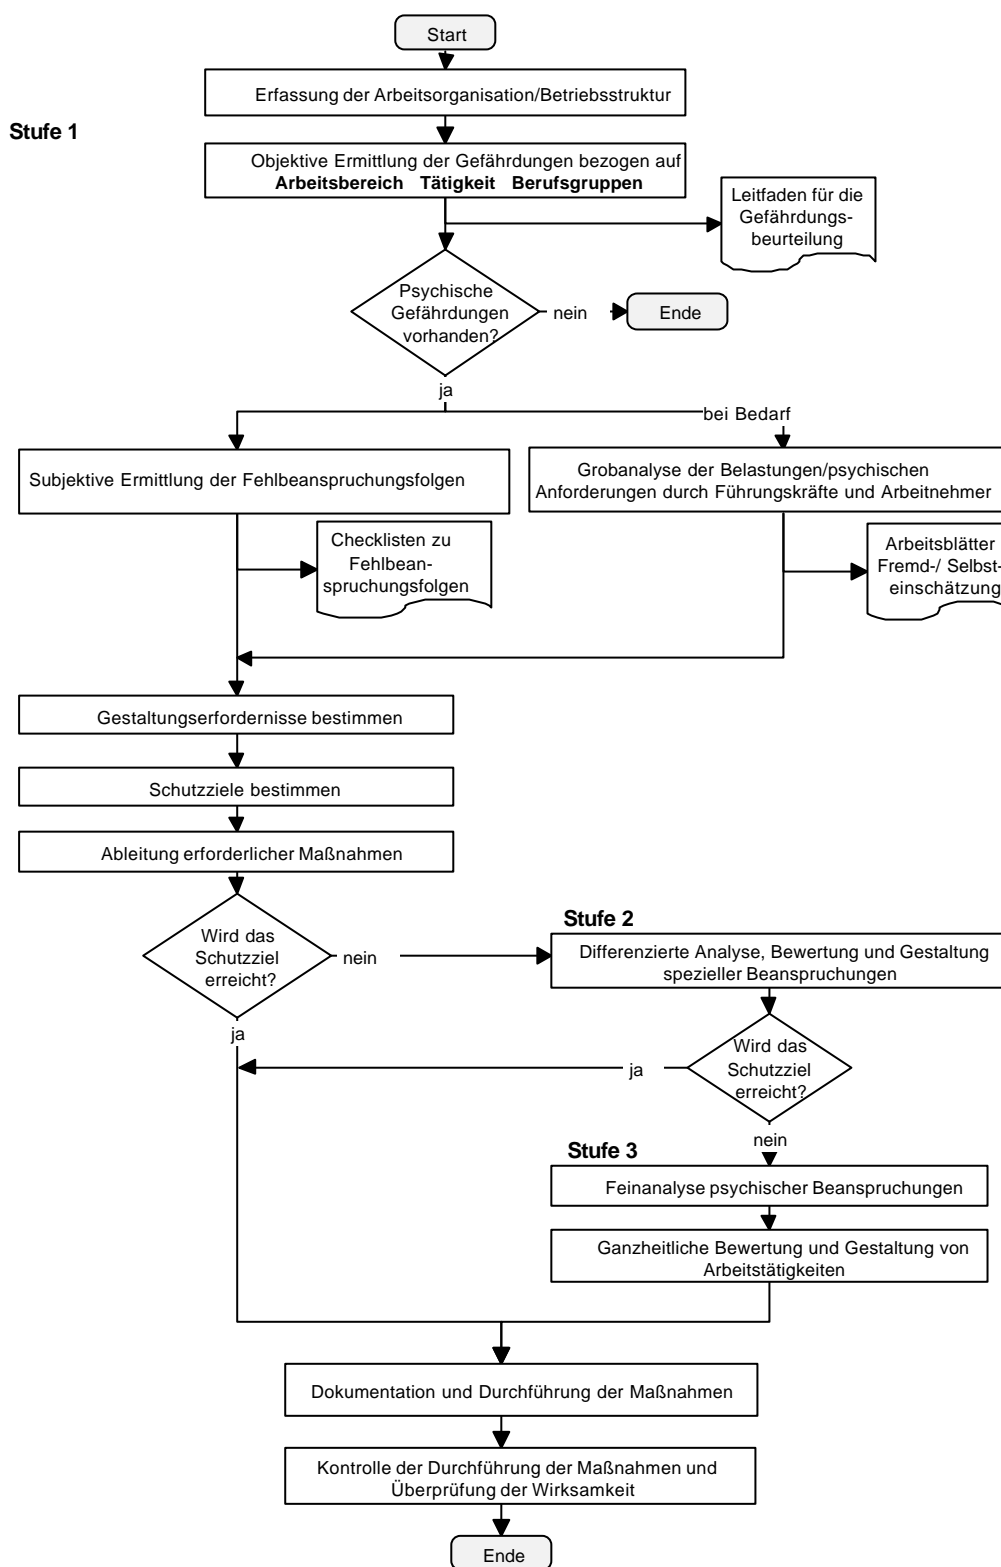 Start
Erfassung der Arbeitsorganisation/Betriebsstruktur
Stufe 1
Objektive Ermittlung der Gefährdungen bezogen auf
Arbeitsbereich Tätigkeit Berufsgruppen
Leitfaden für die
Gefährdungs-
beurteilung
Psychische
Gefährdungen
vorhanden?
nein
Ende
ja
bei Bedarf
Subjektive Ermittlung der Fehlbeanspruchungsfolgen
Grobanalyse der Belastungen/psychischen
Anforderungen durch Führungskräfte und Arbeitnehmer
Checklisten zu
Fehlbean-
spruchungsfolgen
Arbeitsblätter
Fremd-/ Selbst-
einschätzung
Gestaltungserfordernisse bestimmen
Schutzziele bestimmen
Ableitung erforderlicher Maßnahmen
Wird das
Schutzziel
erreicht?
nein
ja
Stufe 2
Differenzierte Analyse, Bewertung und Gestaltung
spezieller Beanspruchungen
Wird das
Schutzziel
erreicht?
ja
nein
Stufe 3
Feinanalyse psychischer Beanspruchungen
Ganzheitliche Bewertung und Gestaltung von
Arbeitstätigkeiten
Dokumentation und Durchführung der Maßnahmen
Kontrolle der Durchführung der Maßnahmen und
Überprüfung der Wirksamkeit
Ende